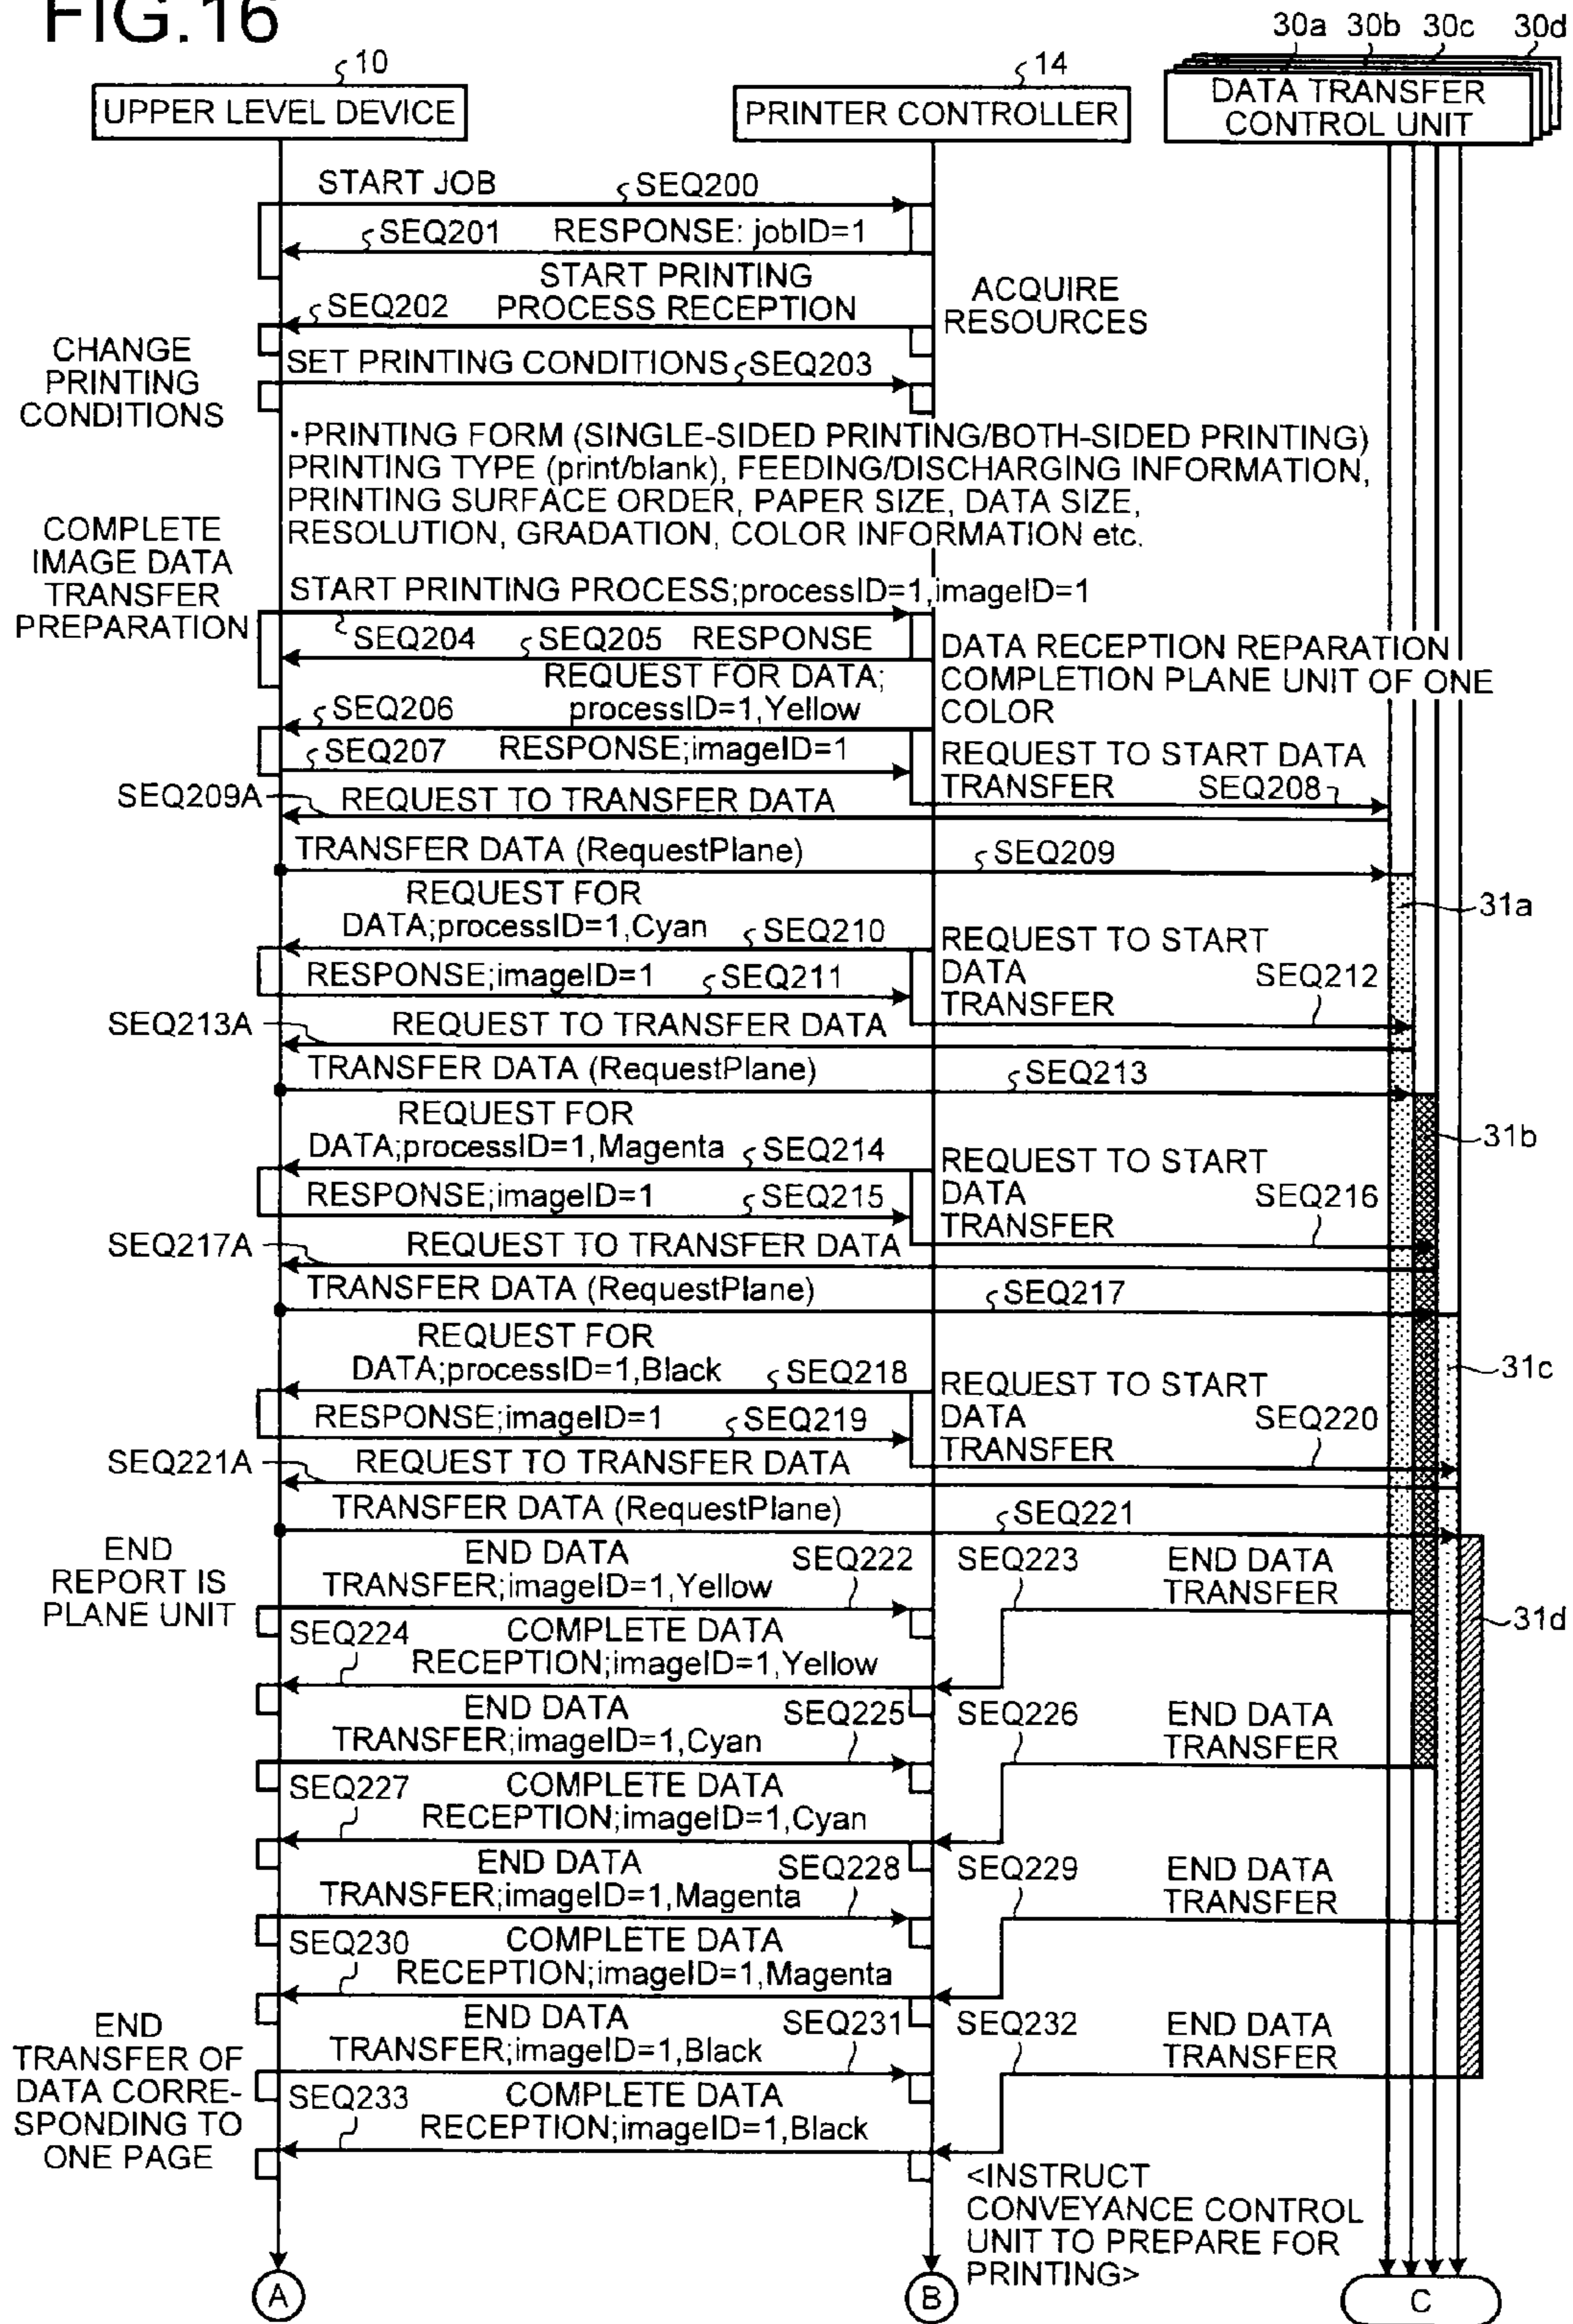 FIG.16
30a 30b 30c 30d
10
14
UPPER LEVEL DEVICE
PRINTER CONTROLLER
DATA TRANSFER
CONTROL UNIT
START JOB
SEQ200
SEQ201
RESPONSE: jobID=1
START PRINTING
PROCESS RECEPTION
SEQ202
ACQUIRE
RESOURCES
CHANGE
PRINTING
CONDITIONS
SET PRINTING CONDITIONS
SEQ203
·PRINTING FORM (SINGLE-SIDED PRINTING/BOTH-SIDED PRINTING)
PRINTING TYPE (print/blank), FEEDING/DISCHARGING INFORMATION,
PRINTING SURFACE ORDER, PAPER SIZE, DATA SIZE,
RESOLUTION, GRADATION, COLOR INFORMATION etc.
COMPLETE
IMAGE DATA
TRANSFER
PREPARATION
START PRINTING PROCESS;processID=1,imageID=1
SEQ204
SEQ205
RESPONSE
DATA RECEPTION REPARATION
COMPLETION PLANE UNIT OF ONE
COLOR
REQUEST FOR DATA;
processID=1,Yellow
SEQ206
SEQ207
RESPONSE;imageID=1
REQUEST TO START DATA
TRANSFER
SEQ208
SEQ209A
REQUEST TO TRANSFER DATA
TRANSFER DATA (RequestPlane)
SEQ209
31a
REQUEST FOR
DATA;processID=1,Cyan
SEQ210
RESPONSE;imageID=1
SEQ211
REQUEST TO START
DATA
TRANSFER
SEQ212
SEQ213A
REQUEST TO TRANSFER DATA
TRANSFER DATA (RequestPlane)
SEQ213
31b
REQUEST FOR
DATA;processID=1,Magenta
SEQ214
RESPONSE;imageID=1
SEQ215
REQUEST TO START
DATA
TRANSFER
SEQ216
SEQ217A
REQUEST TO TRANSFER DATA
TRANSFER DATA (RequestPlane)
SEQ217
31c
REQUEST FOR
DATA;processID=1,Black
SEQ218
RESPONSE;imageID=1
SEQ219
REQUEST TO START
DATA
TRANSFER
SEQ220
SEQ221A
REQUEST TO TRANSFER DATA
TRANSFER DATA (RequestPlane)
SEQ221
31d
END
REPORT IS
PLANE UNIT
END DATA
TRANSFER;imageID=1,Yellow
SEQ222
SEQ223
END DATA
TRANSFER
SEQ224
COMPLETE DATA
RECEPTION;imageID=1,Yellow
END DATA
TRANSFER;imageID=1,Cyan
SEQ225
SEQ226
END DATA
TRANSFER
SEQ227
COMPLETE DATA
RECEPTION;imageID=1,Cyan
END DATA
TRANSFER;imageID=1,Magenta
SEQ228
SEQ229
END DATA
TRANSFER
SEQ230
COMPLETE DATA
RECEPTION;imageID=1,Magenta
END DATA
TRANSFER;imageID=1,Black
SEQ231
SEQ232
END DATA
TRANSFER
END
TRANSFER OF
DATA CORRE-
SPONDING TO
ONE PAGE
SEQ233
COMPLETE DATA
RECEPTION;imageID=1,Black
<INSTRUCT
CONVEYANCE CONTROL
UNIT TO PREPARE FOR
PRINTING>
A
B
C